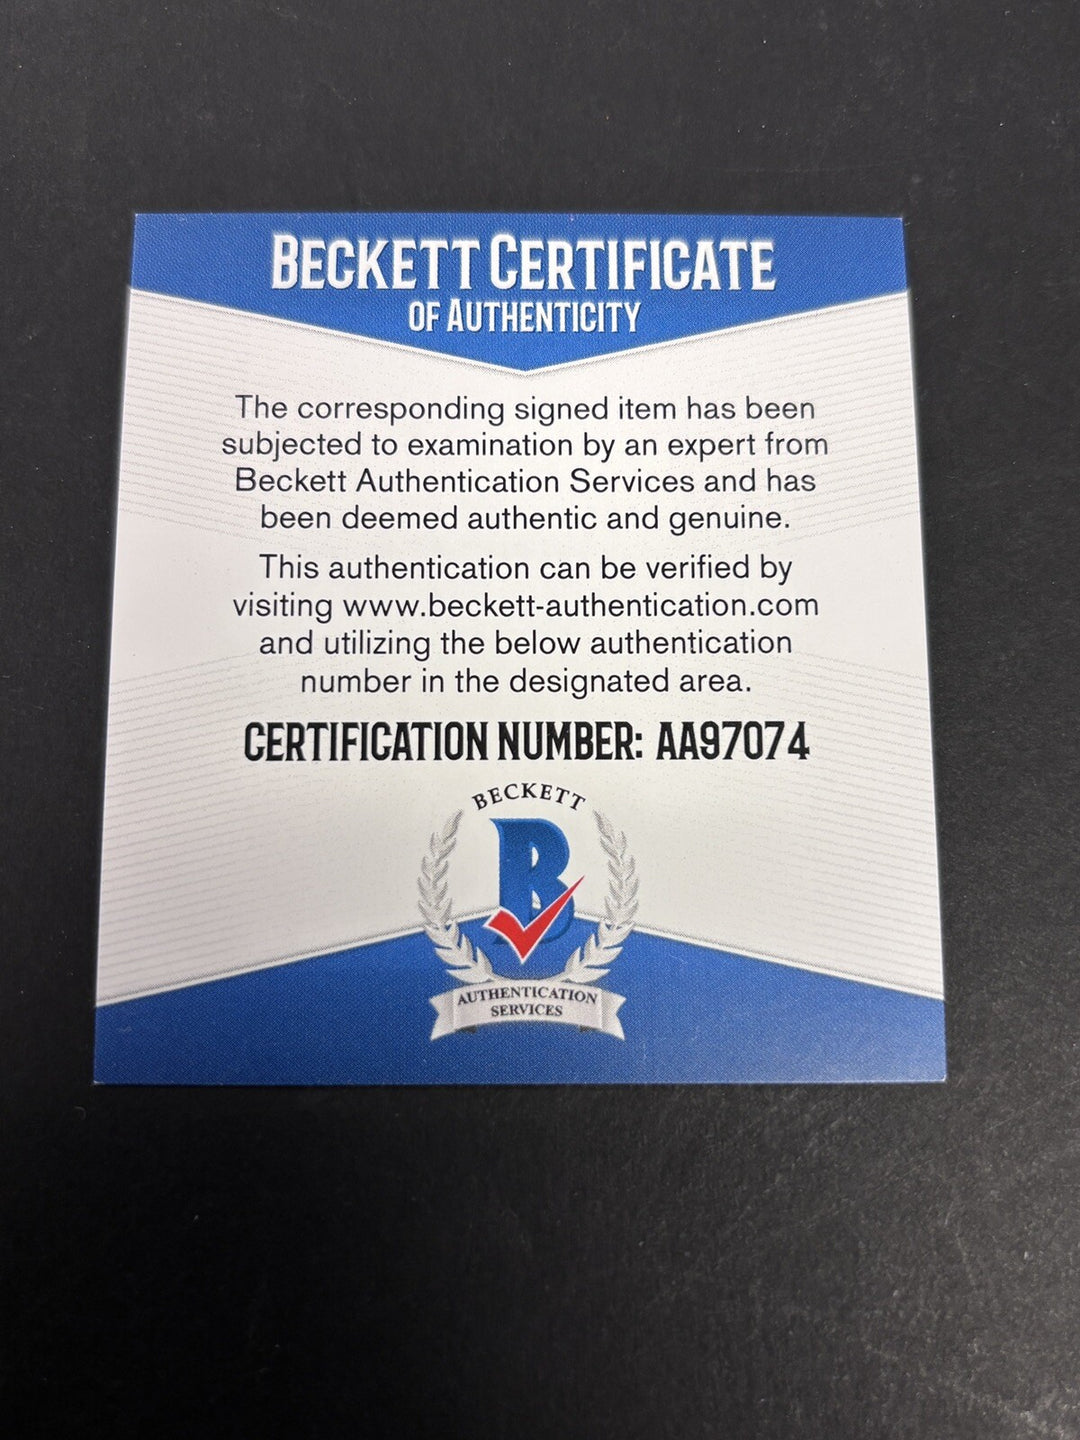 BECKETT CERTIFICATE
OF AUTHENTICITY
The corresponding signed item has been
subjected to examination by an expert from
Beckett Authentication Services and has
been deemed authentic and genuine.
This authentication can be verified by
visiting www.beckett-authentication.com
and utilizing the below authentication
number in the designated area.
CERTIFICATION NUMBER: AA97074
BECKETT
B
AUTHENTICATION
SERVICES